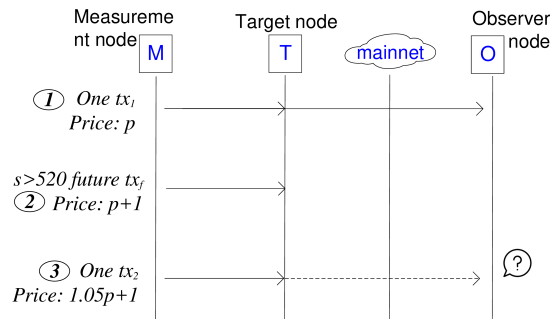 Measureme
nt node
Target node
Observer
node
M
T
mainnet
O
1 One tx1
Price: p
s>520 future txf
2 Price: p+1
3 One tx2
Price: 1.05p+1
?